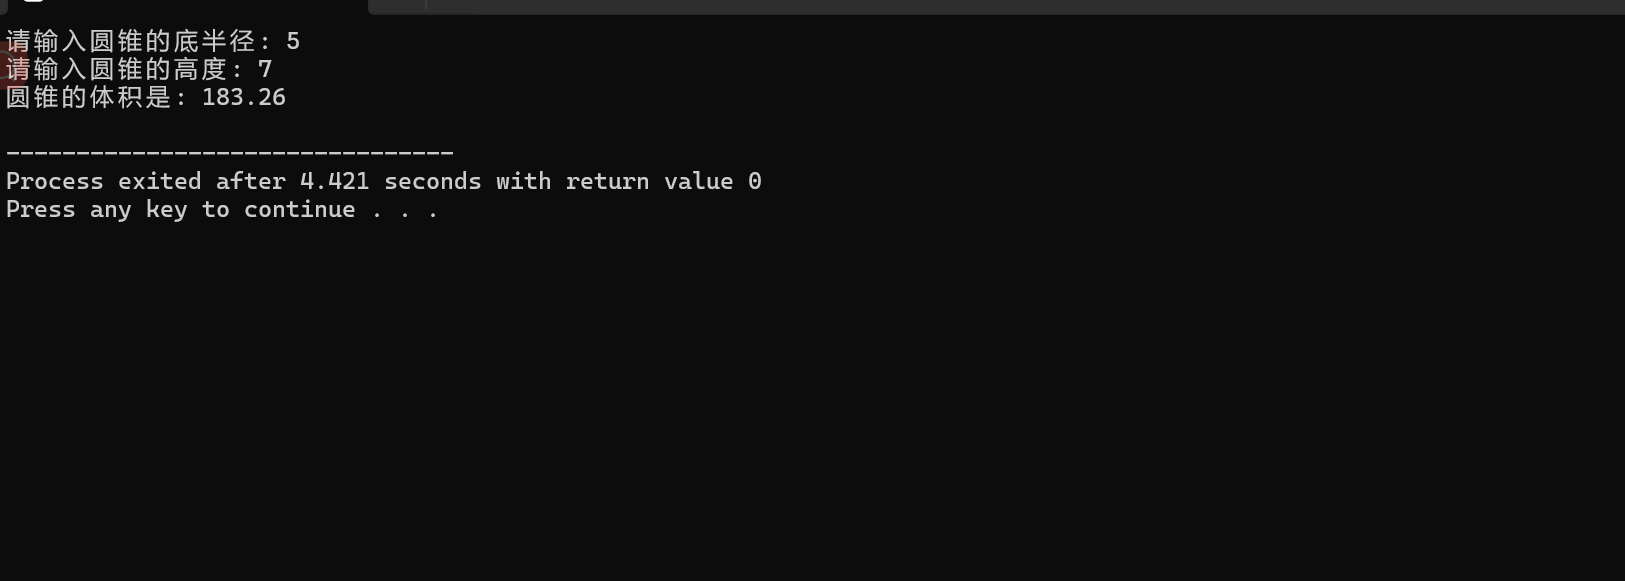 请输入圆锥的底半径: 5
请输入圆锥的高度: 7
圆锥的体积是: 183.26
--------------------------------
Process exited after 4.421 seconds with return value 0
Press any key to continue . . .